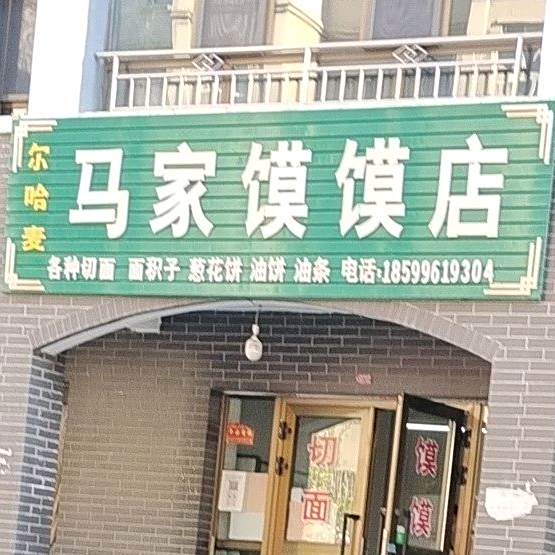 尔哈麦
马家馍馍店
各种切面 面积子 葱花饼 油饼 油条 电话:18599619304
切面
馍馍